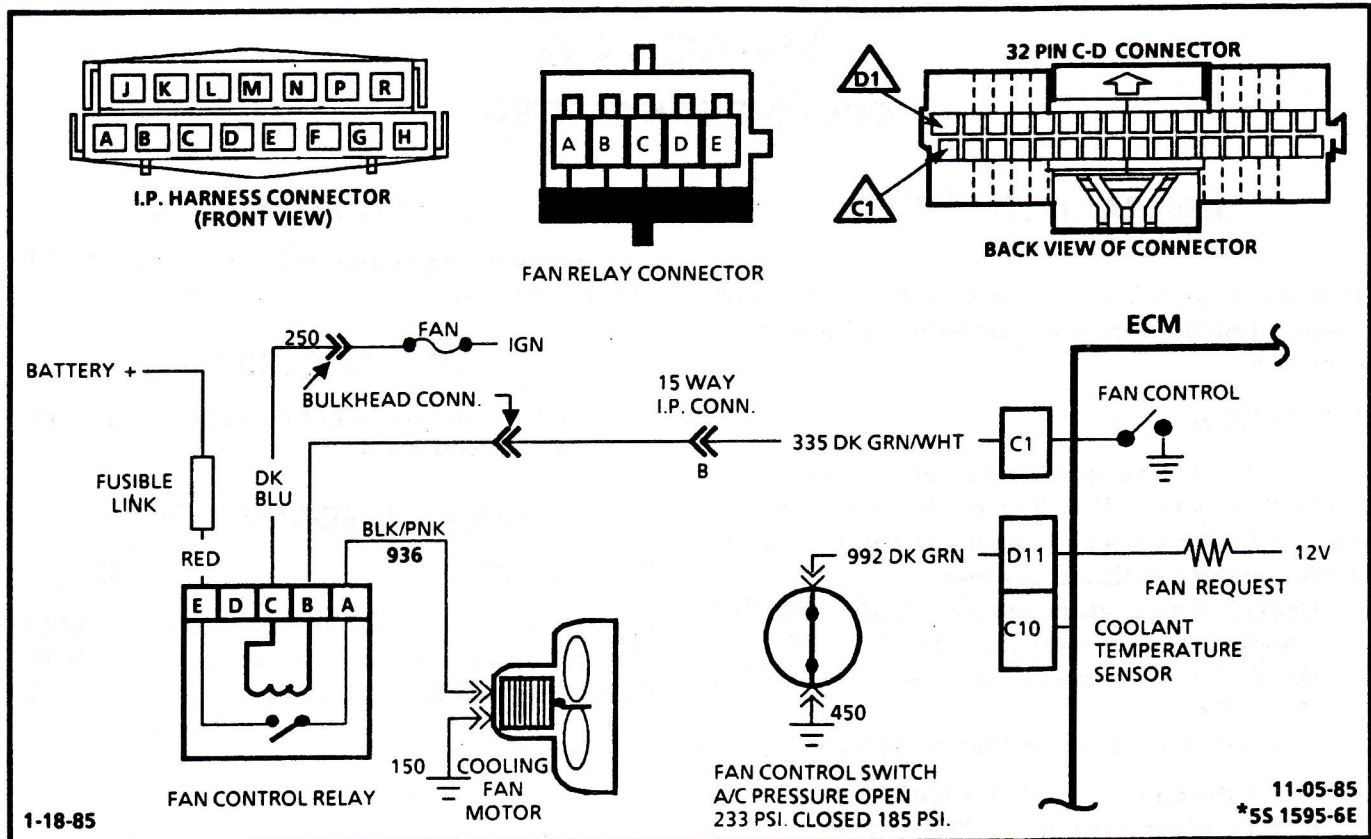 J K L M N P R
A B C D E F G H
I.P. HARNESS CONNECTOR
(FRONT VIEW)
A B C D E
FAN RELAY CONNECTOR
32 PIN C-D CONNECTOR
D1
C1
BACK VIEW OF CONNECTOR
BATTERY +
250
FAN
IGN
BULKHEAD CONN.
15 WAY
I.P. CONN.
B
335 DK GRN/WHT
C1
ECM
FAN CONTROL
FUSIBLE
LINK
DK
BLU
RED
BLK/PNK
936
E D C B A
FAN CONTROL RELAY
150
COOLING
FAN
MOTOR
992 DK GRN
D11
12V
FAN REQUEST
C10
COOLANT
TEMPERATURE
SENSOR
450
FAN CONTROL SWITCH
A/C PRESSURE OPEN
233 PSI. CLOSED 185 PSI.
1-18-85
11-05-85
*5S 1595-6E